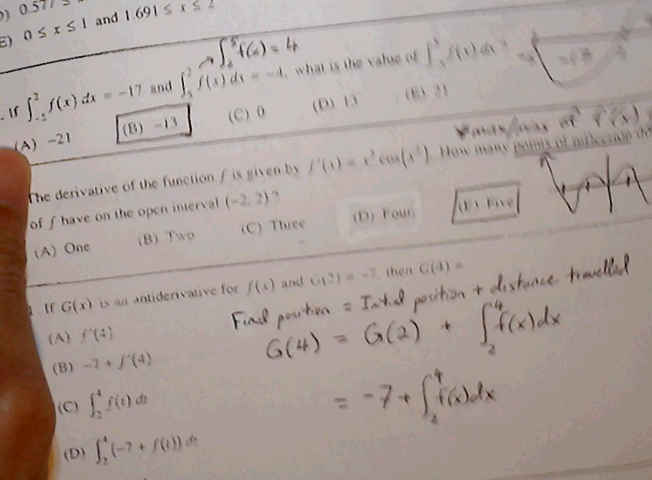 E) 0 ≤ x ≤ 1 and 1.691 ≤ x ≤ 2
↗ ∫₂⁵ f(x) = 4
If ∫₋₅² f(x) dx = −17 and ∫₅² f(x) dx = −4, what is the value of ∫₋₅⁵ f(x) dx ?
(A) −21 (B) −13 (C) 0 (D) 13 (E) 21
The derivative of the function f is given by f'(x) = x² cos(x²). How many points of inflection
of f have on the open interval (−2, 2)?
(A) One (B) Two (C) Three (D) Four (E) Five
If G(x) is an antiderivative for f(x) and G(2) = −7, then G(4) =
Final position = Initial position + distance travelled
(A) f'(4)
G(4) = G(2) + ∫₂⁴ f(x)dx
(B) −7 + f'(4)
(C) ∫₂⁴ f(t) dt
= −7 + ∫₂⁴ f(x)dx
(D) ∫₂⁴ (−7 + f(t)) dt